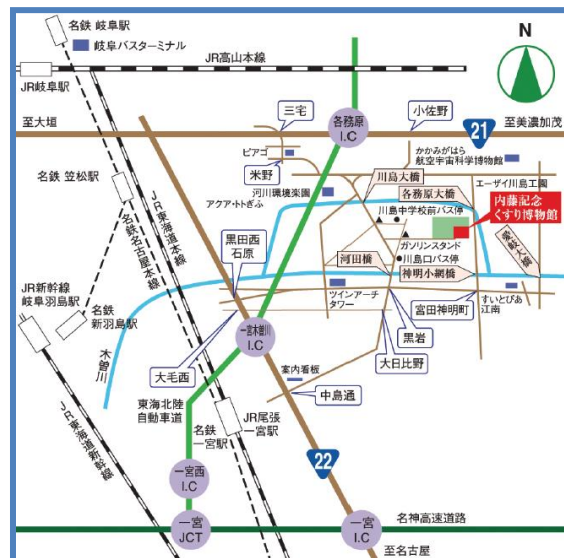 名鉄 岐阜駅
岐阜バスターミナル
JR高山本線
JR岐阜駅
N
至大垣
三宅
各務原
I.C
小佐野
21
至美濃加茂
ピアゴ
米野
かかみがはら
航空宇宙科学博物館
名鉄 笠松駅
河川環境楽園
アクア・トトぎふ
川島大橋
各務原大橋
エーザイ川島工園
川島中学校前バス停
内藤記念
くすり博物館
JR東海道本線
名鉄名古屋本線
黒田西
石原
ガソリンスタンド
川島口バス停
河田橋
神明小網橋
愛岐大橋
JR新幹線
岐阜羽島駅
名鉄
新羽島駅
ツインアーチ
タワー
宮田神明町
すいとぴあ
江南
木曽川
一宮木曽川
I.C
黒岩
大毛西
案内看板
大日比野
中島通
東海北陸
自動車道
名鉄
一宮駅
JR尾張
一宮駅
JR東海道新幹線
22
一宮西
I.C
一宮
JCT
一宮
I.C
名神高速道路
至名古屋